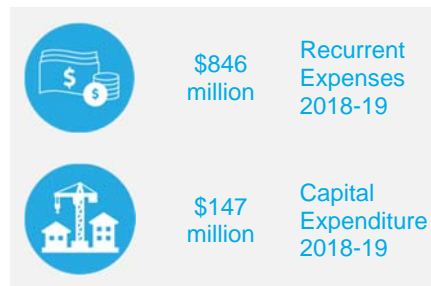 $
$
$846
million
Recurrent
Expenses
2018-19
$147
million
Capital
Expenditure
2018-19